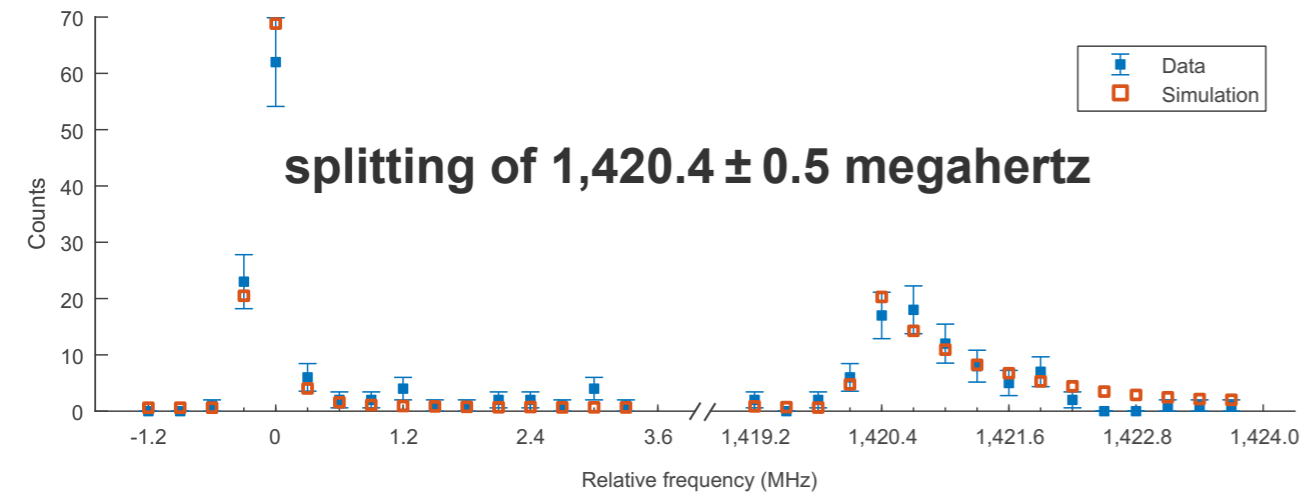 70
60
50
40
30
20
10
0
Counts
Data
Simulation
splitting of 1,420.4 ± 0.5 megahertz
-1.2 0 1.2 2.4 3.6 1,419.2 1,420.4 1,421.6 1,422.8 1,424.0
Relative frequency (MHz)